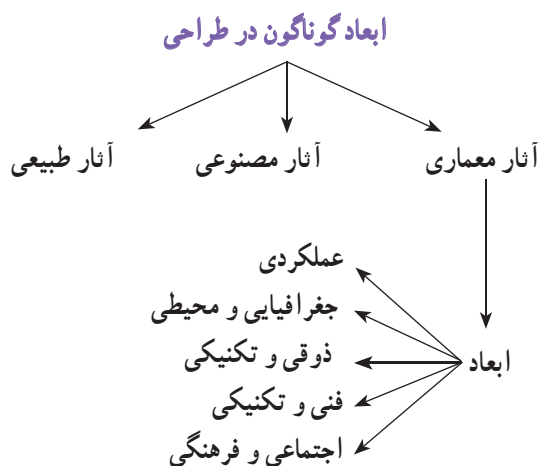 ابعاد گوناگون در طراحی
آثار معماری
آثار مصنوعی
آثار طبیعی
ابعاد
عملکردی
جغرافیایی و محیطی
ذوقی و تکنیکی
فنی و تکنیکی
اجتماعی و فرهنگی